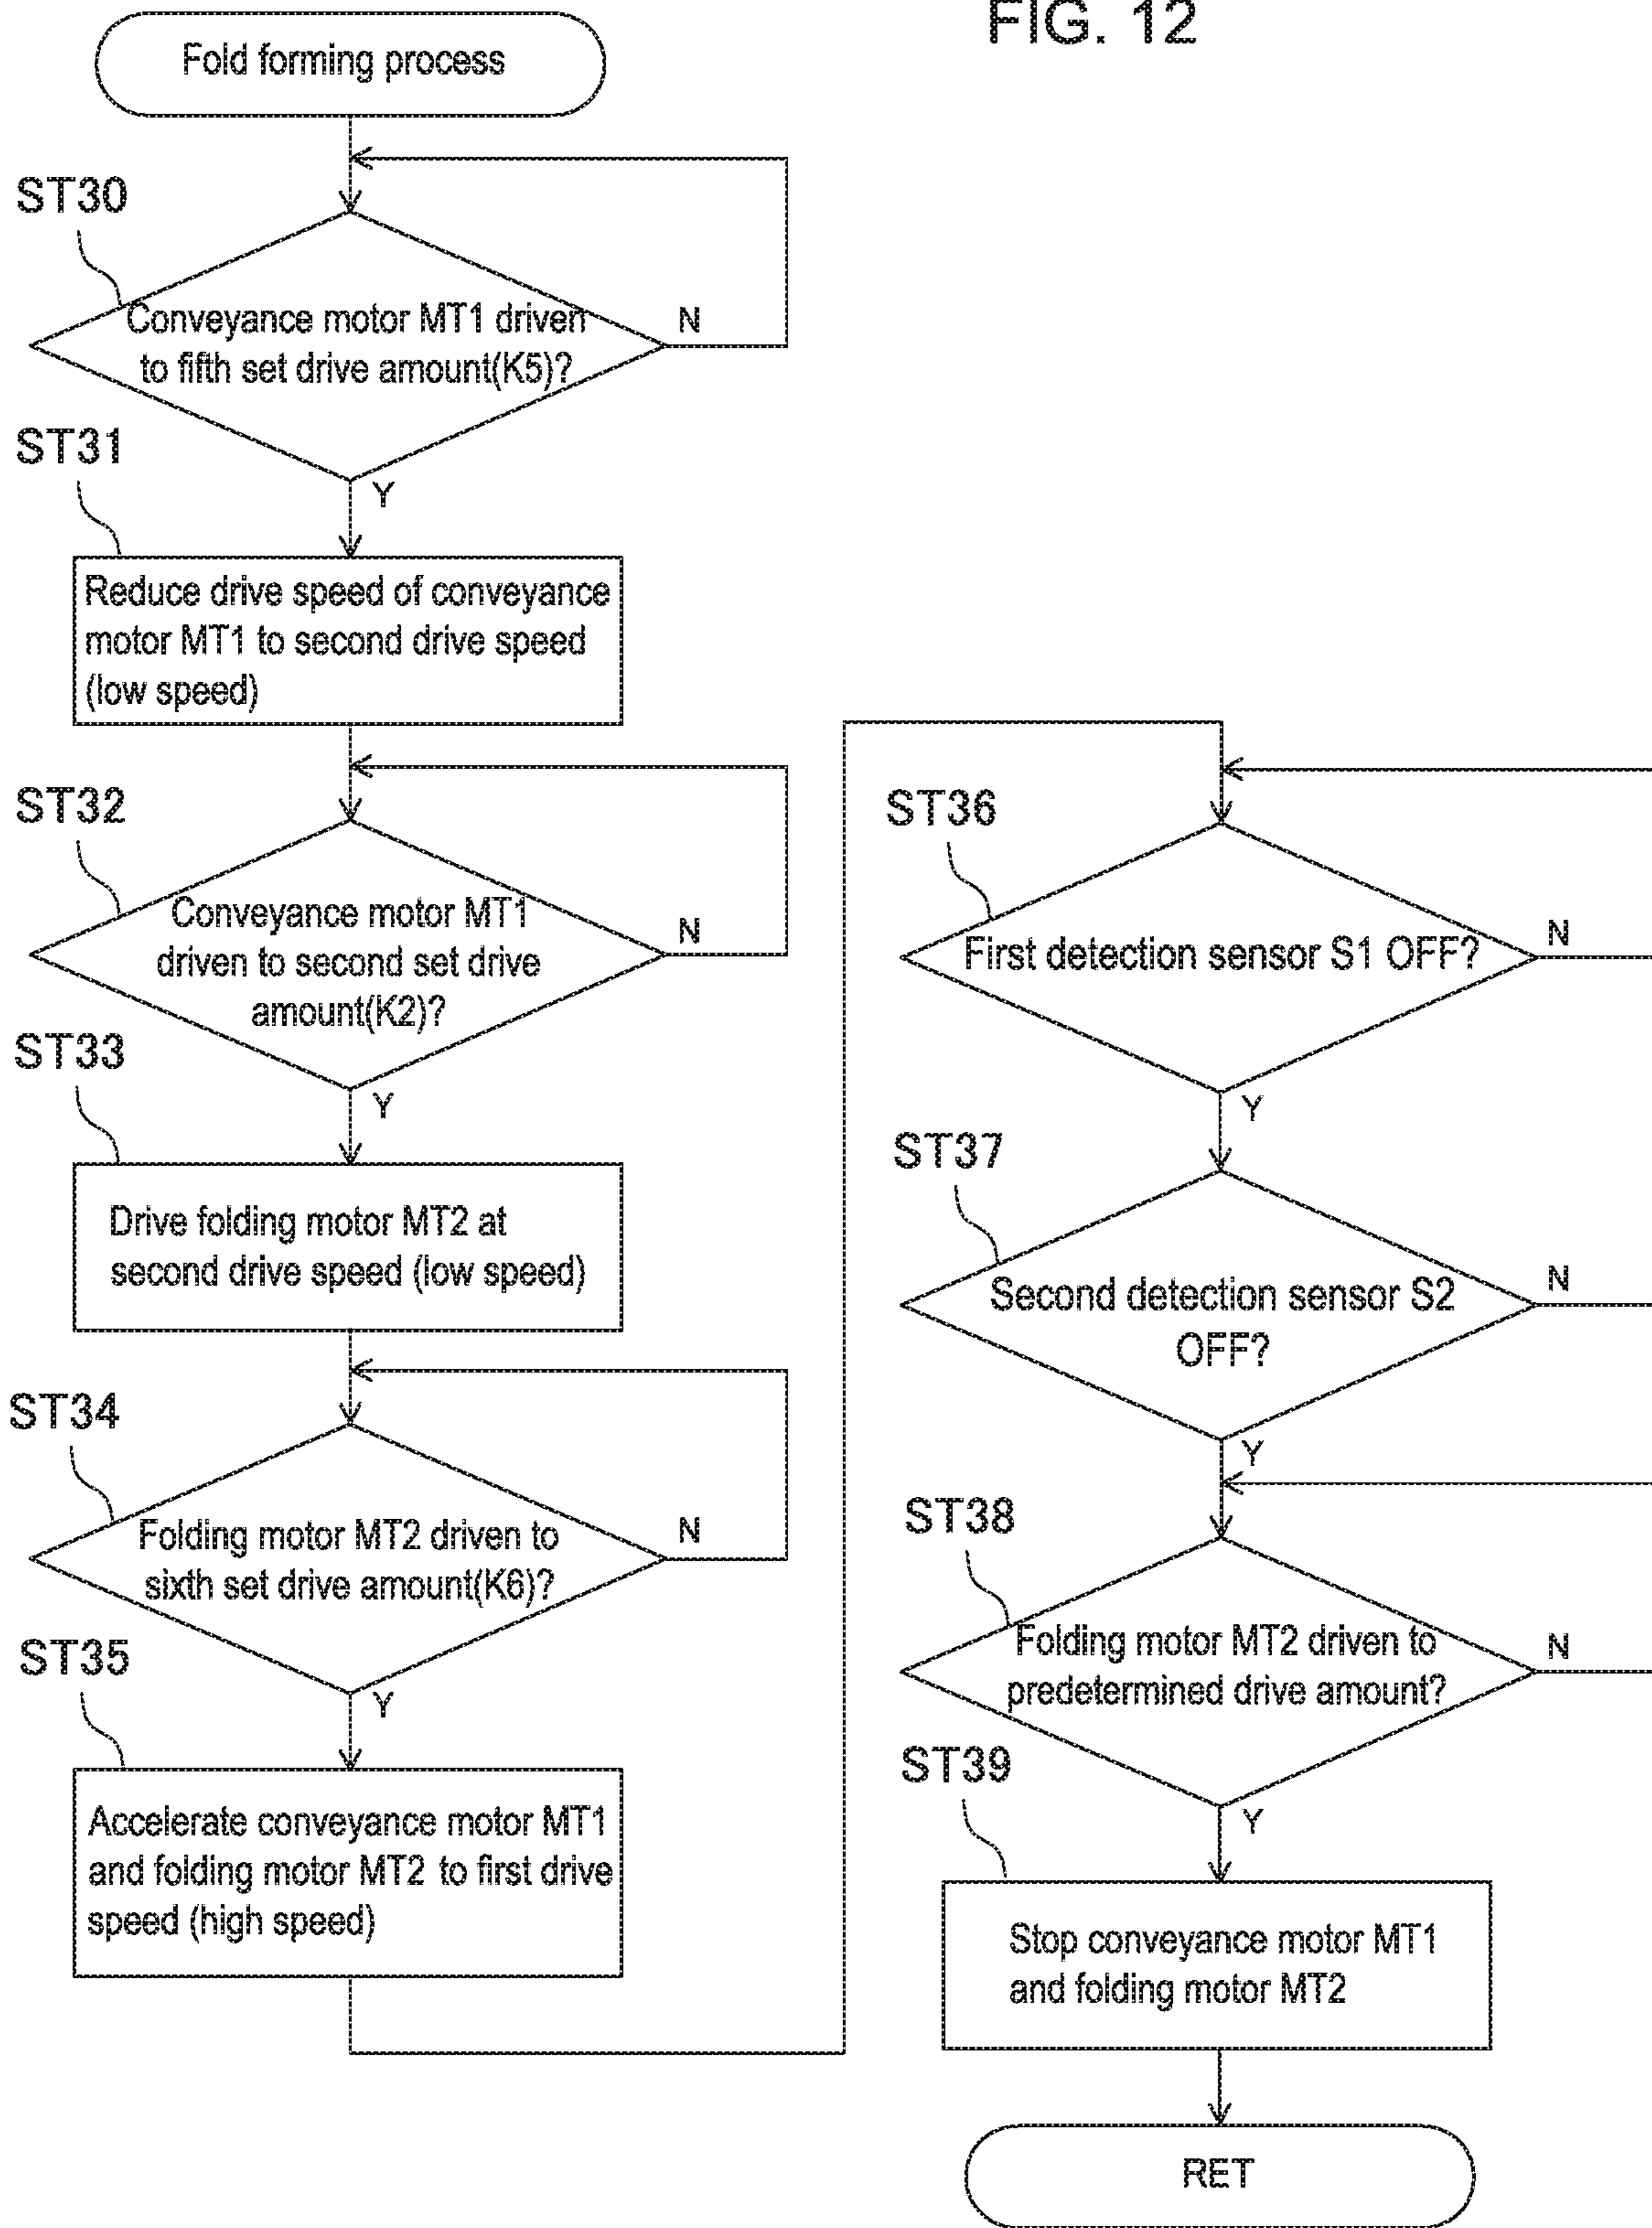 FIG. 12
Fold forming process
ST30
Conveyance motor MT1 driven
to fifth set drive amount(K5)?
N
Y
ST31
Reduce drive speed of conveyance
motor MT1 to second drive speed
(low speed)
ST32
Conveyance motor MT1
driven to second set drive
amount(K2)?
N
Y
ST33
Drive folding motor MT2 at
second drive speed (low speed)
ST34
Folding motor MT2 driven to
sixth set drive amount(K6)?
N
Y
ST35
Accelerate conveyance motor MT1
and folding motor MT2 to first drive
speed (high speed)
ST36
First detection sensor S1 OFF?
N
Y
ST37
Second detection sensor S2
OFF?
N
Y
ST38
Folding motor MT2 driven to
predetermined drive amount?
N
Y
ST39
Stop conveyance motor MT1
and folding motor MT2
RET